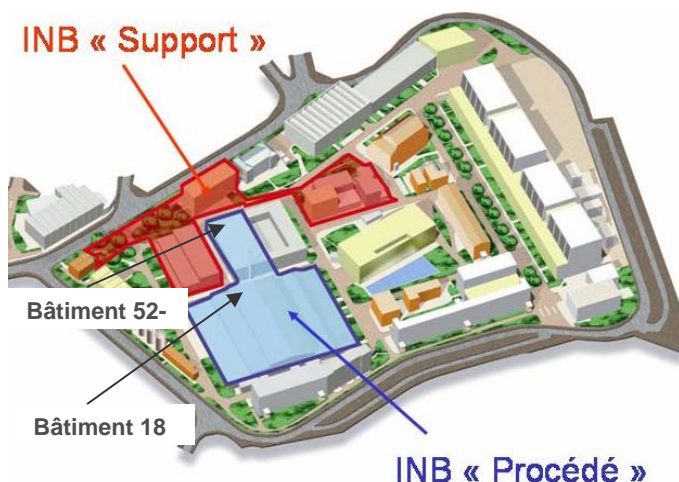 INB « Support »
Bâtiment 52-
Bâtiment 18
INB « Procédé »